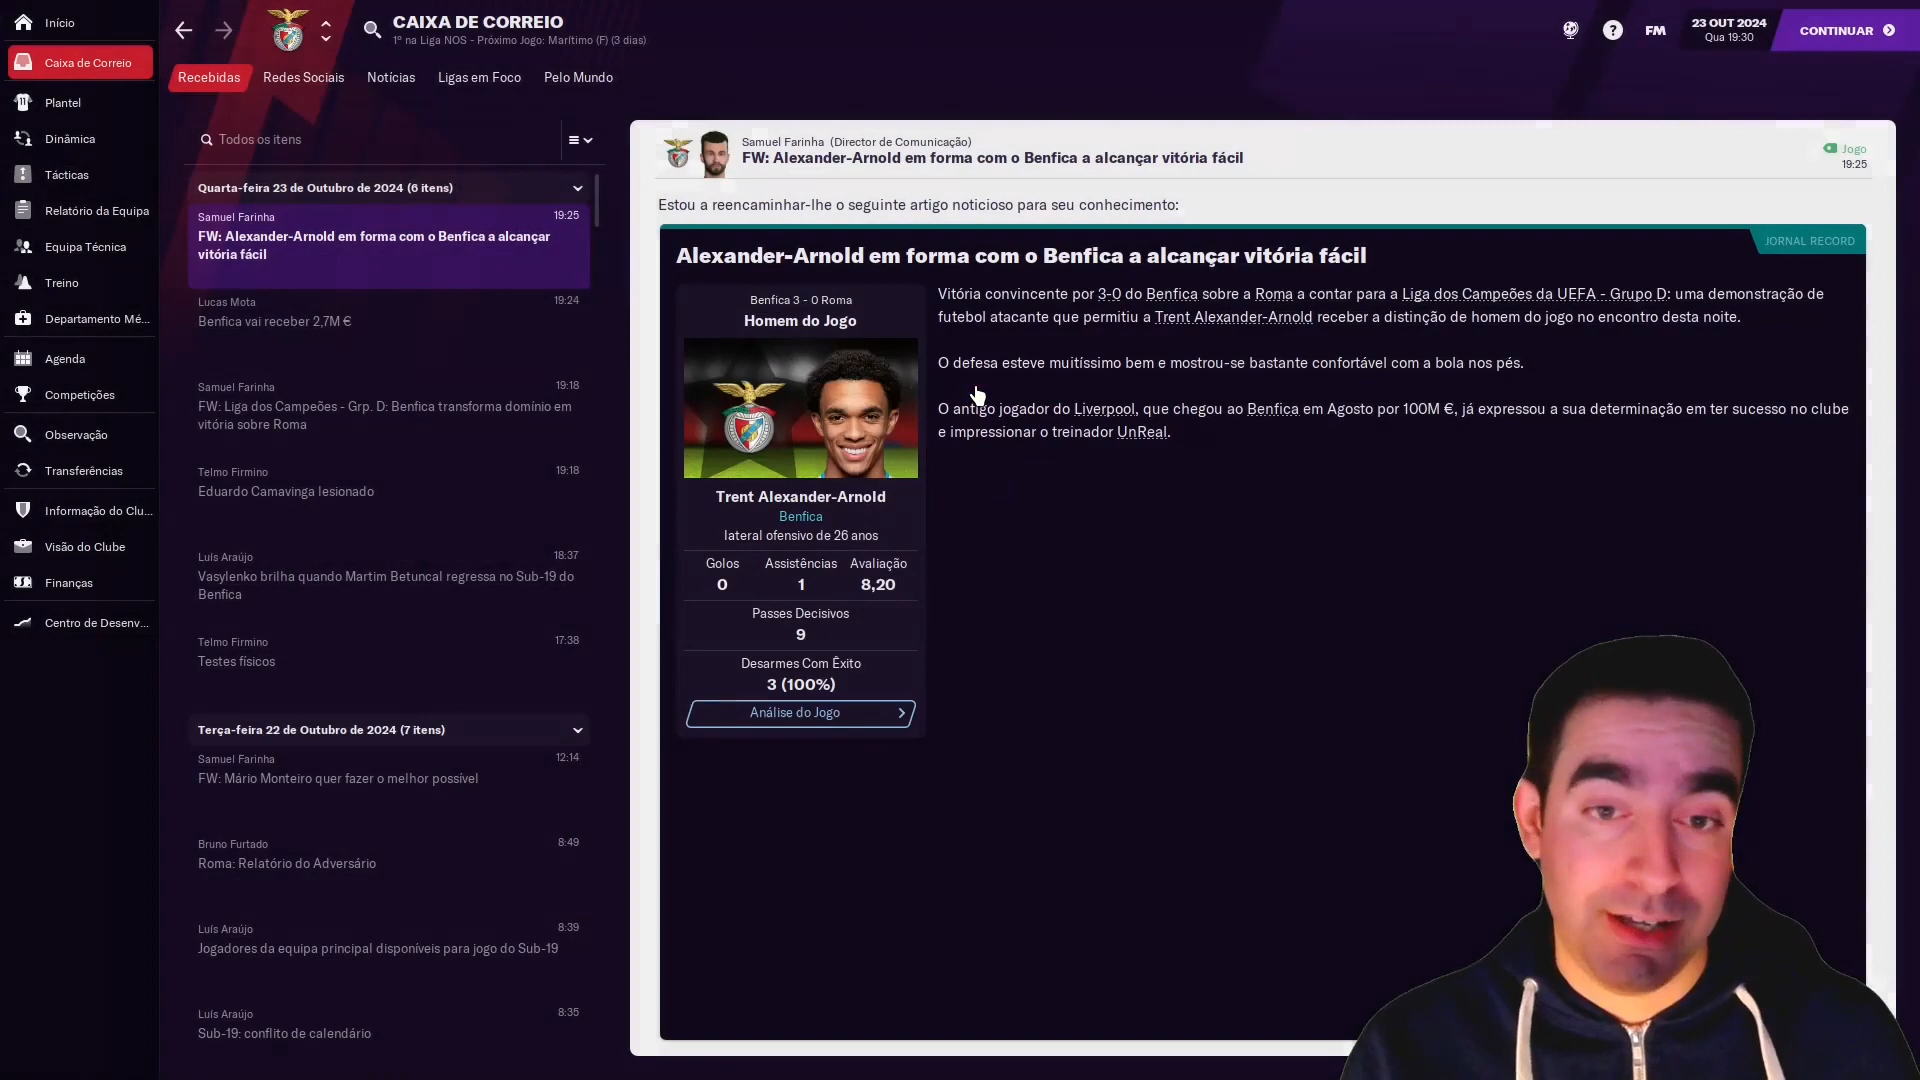 Início
Caixa de Correio
Plantel
Dinâmica
Tácticas
Relatório da Equipa
Equipa Técnica
Treino
Departamento Mé...
Agenda
Competições
Observação
Transferências
Informação do Clu...
Visão do Clube
Finanças
Centro de Desenv...
CAIXA DE CORREIO
1º na Liga NOS - Próximo Jogo: Marítimo (F) (3 dias)
FM
23 OUT 2024
Qua 19:30
CONTINUAR
Recebidas Redes Sociais Notícias Ligas em Foco Pelo Mundo
Todos os itens
Quarta-feira 23 de Outubro de 2024 (6 itens)
Samuel Farinha 19:25
FW: Alexander-Arnold em forma com o Benfica a alcançar
vitória fácil
Lucas Mota 19:24
Benfica vai receber 2,7M €
Samuel Farinha 19:18
FW: Liga dos Campeões - Grp. D: Benfica transforma domínio em
vitória sobre Roma
Telmo Firmino 19:18
Eduardo Camavinga lesionado
Luís Araújo 18:37
Vasylenko brilha quando Martim Betuncal regressa no Sub-19 do
Benfica
Telmo Firmino 17:38
Testes físicos
Terça-feira 22 de Outubro de 2024 (7 itens)
Samuel Farinha 12:14
FW: Mário Monteiro quer fazer o melhor possível
Bruno Furtado 8:49
Roma: Relatório do Adversário
Luís Araújo 8:39
Jogadores da equipa principal disponíveis para jogo do Sub-19
Luís Araújo 8:35
Sub-19: conflito de calendário
Samuel Farinha (Director de Comunicação)
FW: Alexander-Arnold em forma com o Benfica a alcançar vitória fácil
Jogo
19:25
Estou a reencaminhar-lhe o seguinte artigo noticioso para seu conhecimento:
JORNAL RECORD
Alexander-Arnold em forma com o Benfica a alcançar vitória fácil
Benfica 3 - 0 Roma
Homem do Jogo
Trent Alexander-Arnold
Benfica
lateral ofensivo de 26 anos
Golos Assistências Avaliação
0 1 8,20
Passes Decisivos
9
Desarmes Com Êxito
3 (100%)
Análise do Jogo
Vitória convincente por 3-0 do Benfica sobre a Roma a contar para a Liga dos Campeões da UEFA - Grupo D: uma demonstração de
futebol atacante que permitiu a Trent Alexander-Arnold receber a distinção de homem do jogo no encontro desta noite.
O defesa esteve muitíssimo bem e mostrou-se bastante confortável com a bola nos pés.
O antigo jogador do Liverpool, que chegou ao Benfica em Agosto por 100M €, já expressou a sua determinação em ter sucesso no clube
e impressionar o treinador UnReal.